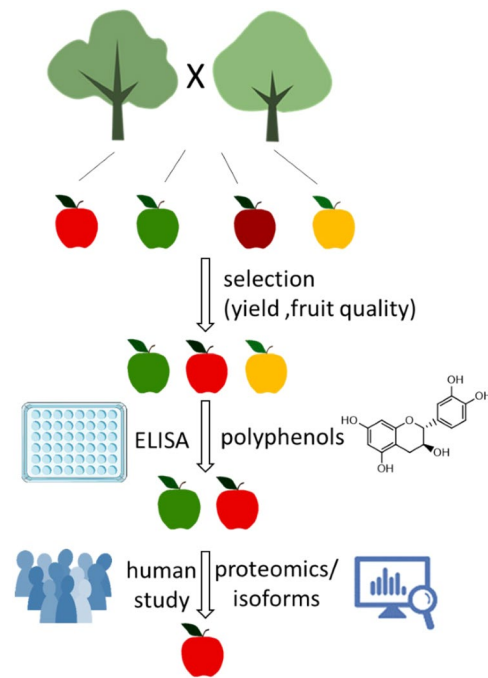 X
selection
(yield ,fruit quality)
ELISA polyphenols
OH
OH
HO
O
OH
OH
human proteomics/
study isoforms